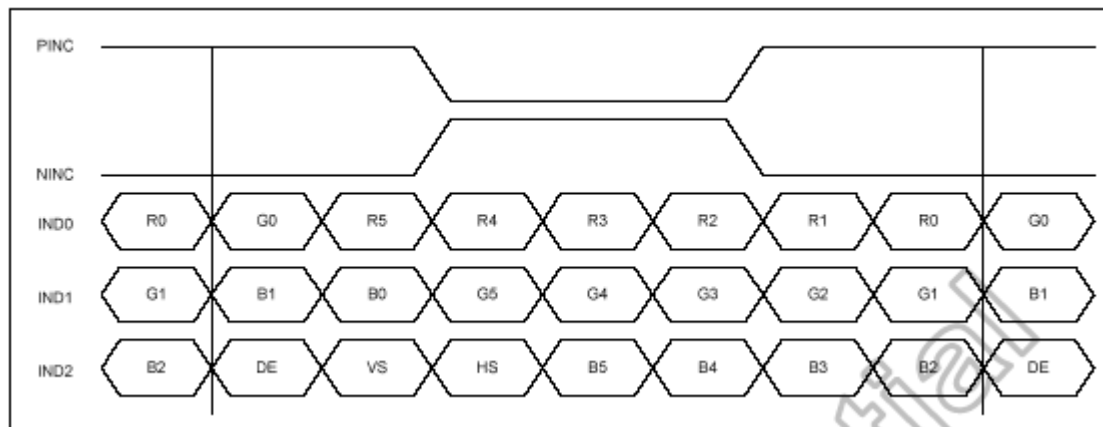 PINC
NINC
IND0 R0 G0 R5 R4 R3 R2 R1 R0 G0
IND1 G1 B1 B0 G5 G4 G3 G2 G1 B1
IND2 B2 DE VS HS B5 B4 B3 B2 DE
tial